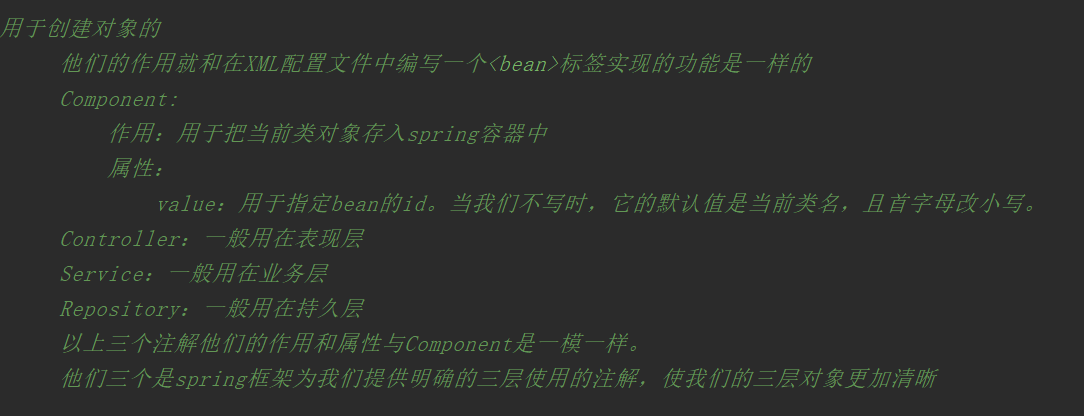 用于创建对象的
他们的作用就和在XML配置文件中编写一个<bean>标签实现的功能是一样的
Component:
作用：用于把当前类对象存入spring容器中
属性：
value：用于指定bean的id。当我们不写时，它的默认值是当前类名，且首字母改小写。
Controller：一般用在表现层
Service：一般用在业务层
Repository：一般用在持久层
以上三个注解他们的作用和属性与Component是一模一样。
他们三个是spring框架为我们提供明确的三层使用的注解，使我们的三层对象更加清晰